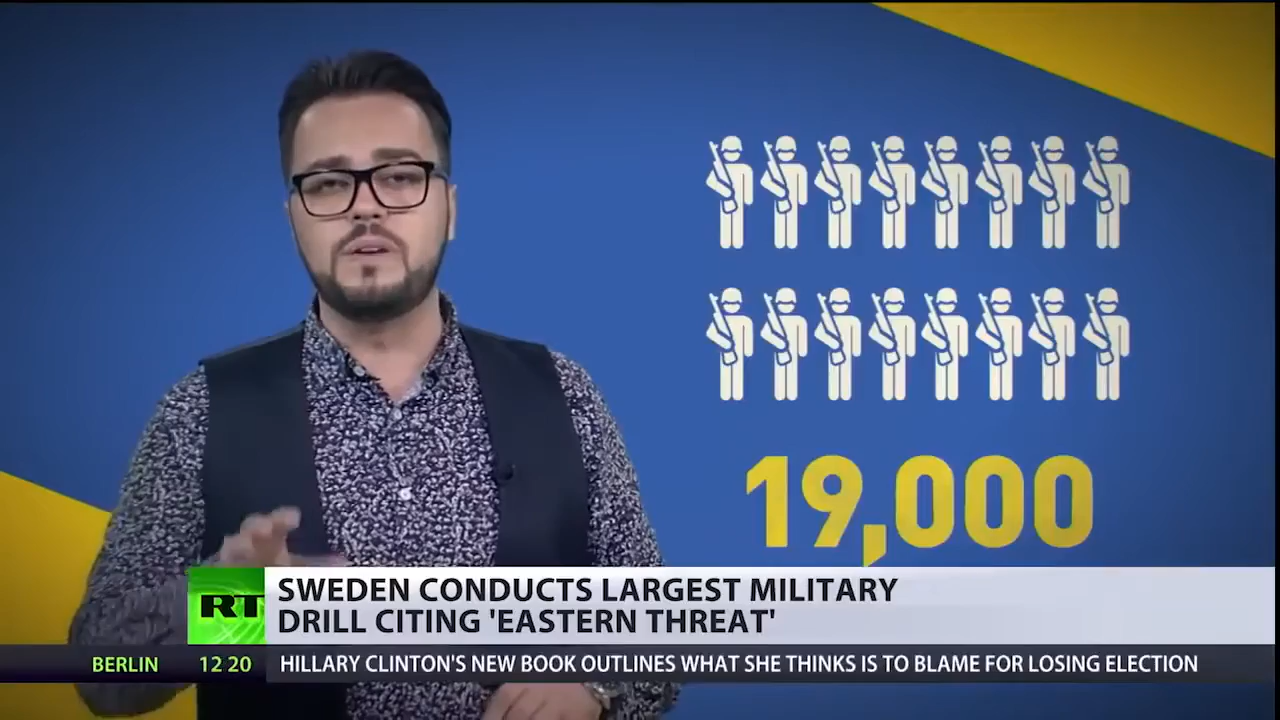 19,000
RT
SWEDEN CONDUCTS LARGEST MILITARY
DRILL CITING 'EASTERN THREAT'
BERLIN 12 20 HILLARY CLINTON'S NEW BOOK OUTLINES WHAT SHE THINKS IS TO BLAME FOR LOSING ELECTION